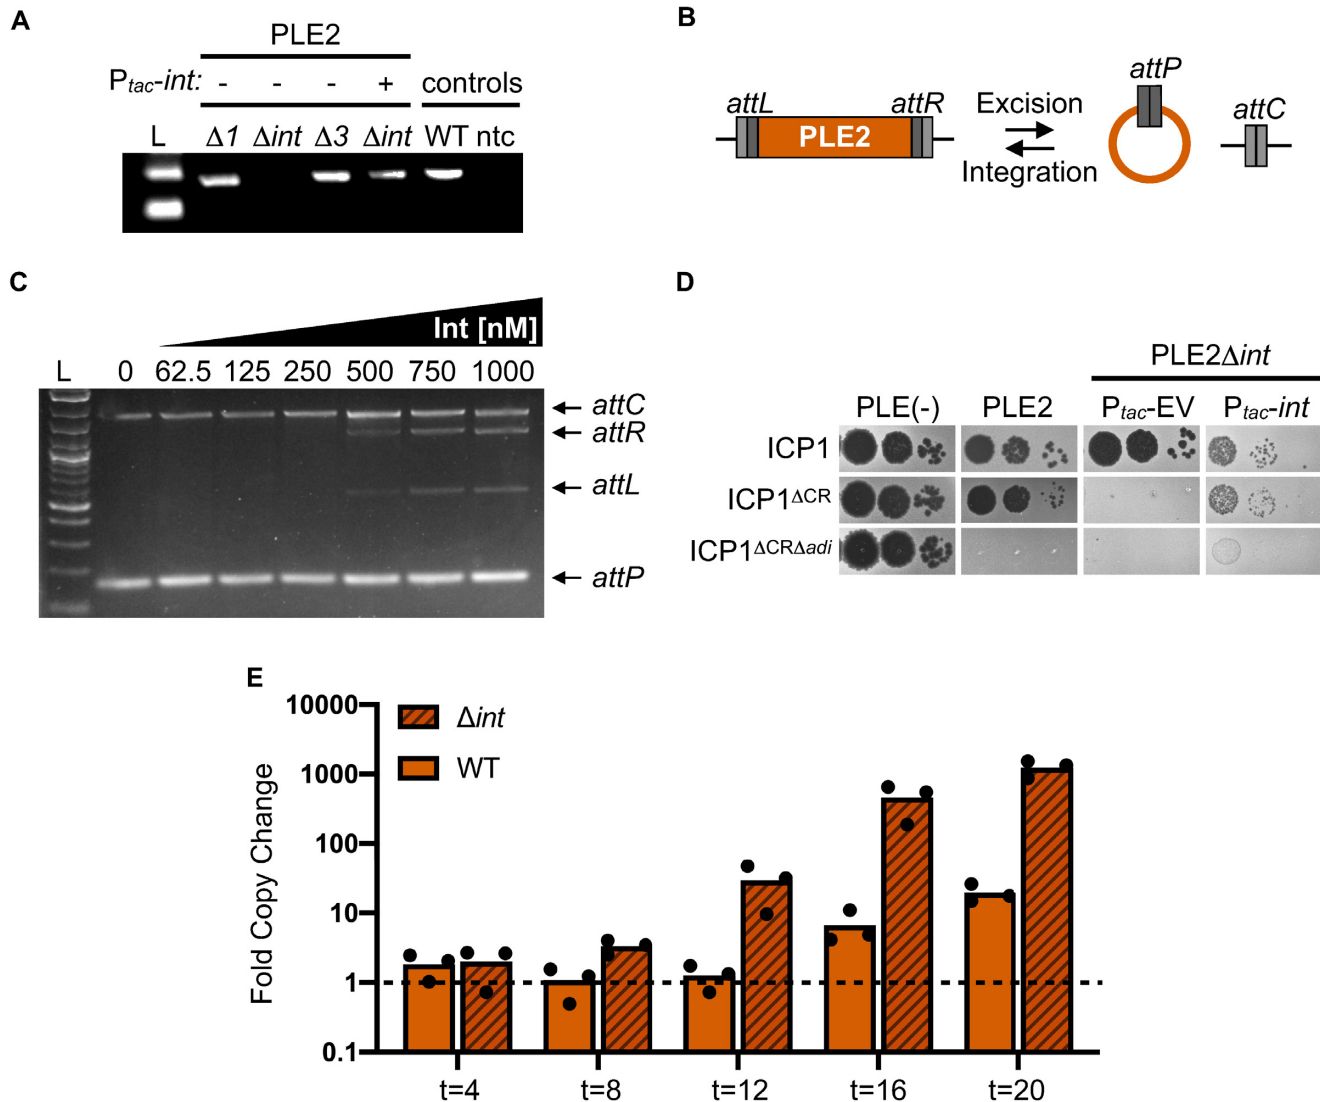 A
PLE2
Ptac-int: - - - + controls
L Δ1 Δint Δ3 Δint WT ntc
B
attL attR Excision attP attC
PLE2
Integration
C
Int [nM]
L 0 62.5 125 250 500 750 1000
attC
attR
attL
attP
D
PLE2Δint
PLE(-) PLE2 Ptac-EV Ptac-int
ICP1
ICP1ΔCR
ICP1ΔCRΔadi
E
Fold Copy Change
10000
1000
100
10
1
0.1
Δint
WT
t=4 t=8 t=12 t=16 t=20